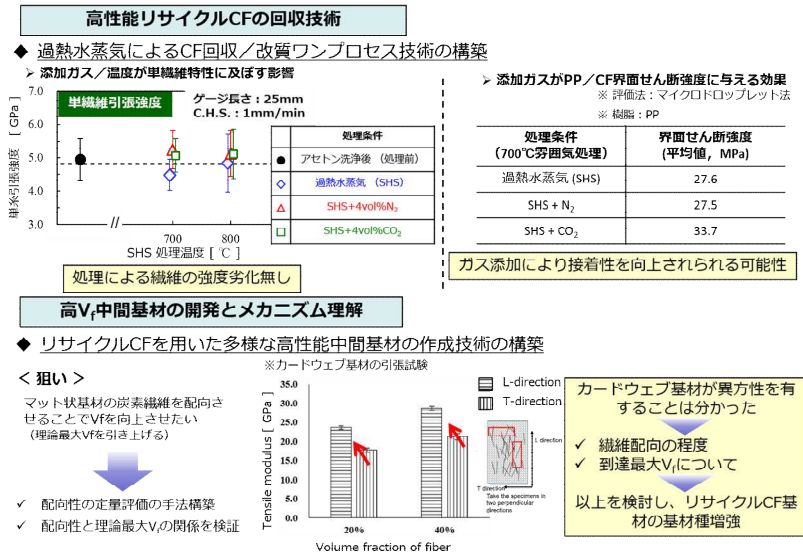 高性能リサイクルCFの回収技術
◆ 過熱水蒸気によるCF回収／改質ワンプロセス技術の構築
➢ 添加ガス／温度が単繊維特性に及ぼす影響
単繊維引張強度
ゲージ長さ：25mm
C.H.S.：1mm/min
単糸引張強度 [ GPa]
7.0
6.0
5.0
4.0
3.0
//
700
800
SHS 処理温度 [ ℃]
処理条件
アセトン洗浄後 （処理前）
過熱水蒸気 （SHS）
SHS+4vol%N₂
SHS+4vol%CO₂
処理による繊維の強度劣化無し
➢ 添加ガスがPP／CF界面せん断強度に与える効果
※ 評価法：マイクロドロップレット法
※ 樹脂：PP
処理条件
（700℃雰囲気処理）
界面せん断強度
(平均値，MPa)
過熱水蒸気 (SHS)
27.6
SHS + N₂
27.5
SHS + CO₂
33.7
ガス添加により接着性を向上されられる可能性
高Vf中間基材の開発とメカニズム理解
◆ リサイクルCFを用いた多様な高性能中間基材の作成技術の構築
＜ 狙い ＞
マット状基材の炭素繊維を配向さ
せることでVfを向上させたい
（理論最大Vfを引き上げる）
✓ 配向性の定量評価の手法構築
✓ 配向性と理論最大Vfの関係を検証
※カードウェブ基材の引張試験
Tensile modulus [ GPa]
35.0
30.0
25.0
20.0
15.0
10.0
5.0
0.0
20%
40%
Volume fraction of fiber
L-direction
T-direction
L direction
T direction
Take the specimens in
two perpendicular
directions
カードウェブ基材が異方性を有
することは分かった
✓ 繊維配向の程度
✓ 到達最大Vfについて
以上を検討し、リサイクルCF基
材の基材種増強